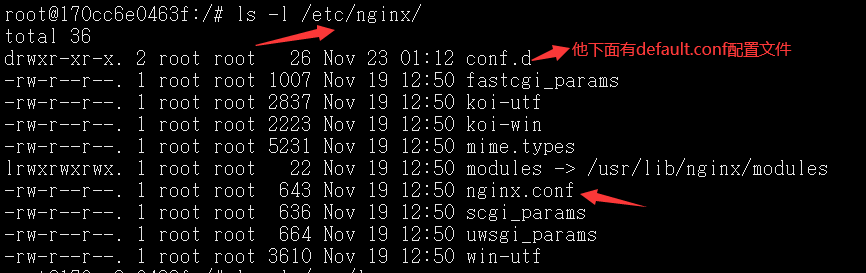 root@170cc6e0463f:/# ls -l /etc/nginx/
total 36
drwxr-xr-x. 2 root root   26 Nov 23 01:12 conf.d 他下面有default.conf配置文件
-rw-r--r--. 1 root root 1007 Nov 19 12:50 fastcgi_params
-rw-r--r--. 1 root root 2837 Nov 19 12:50 koi-utf
-rw-r--r--. 1 root root 2223 Nov 19 12:50 koi-win
-rw-r--r--. 1 root root 5231 Nov 19 12:50 mime.types
lrwxrwxrwx. 1 root root   22 Nov 19 12:50 modules -> /usr/lib/nginx/modules
-rw-r--r--. 1 root root  643 Nov 19 12:50 nginx.conf
-rw-r--r--. 1 root root  636 Nov 19 12:50 scgi_params
-rw-r--r--. 1 root root  664 Nov 19 12:50 uwsgi_params
-rw-r--r--. 1 root root 3610 Nov 19 12:50 win-utf